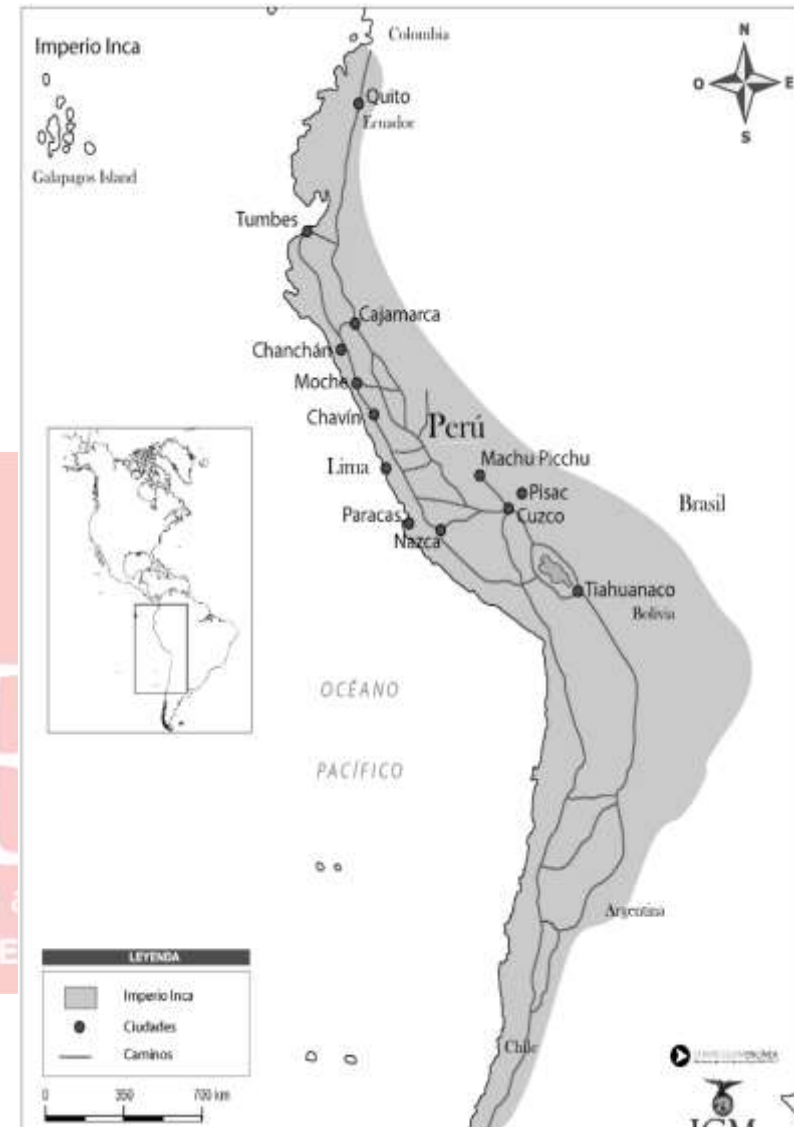 Imperio Inca
Colombia
N
O
E
S
Quito
Ecuador
Galapagos Island
Tumbes
Cajamarca
Chanchán
Moche
Chavín
Perú
Lima
Machu Picchu
Pisac
Brasil
Paracas
Cuzco
Nazca
Tiahuanaco
Bolivia
OCÉANO
PACÍFICO
Argentina
LEYENDA
Imperio Inca
Ciudades
Caminos
Chile
0 350 700 km
IGM